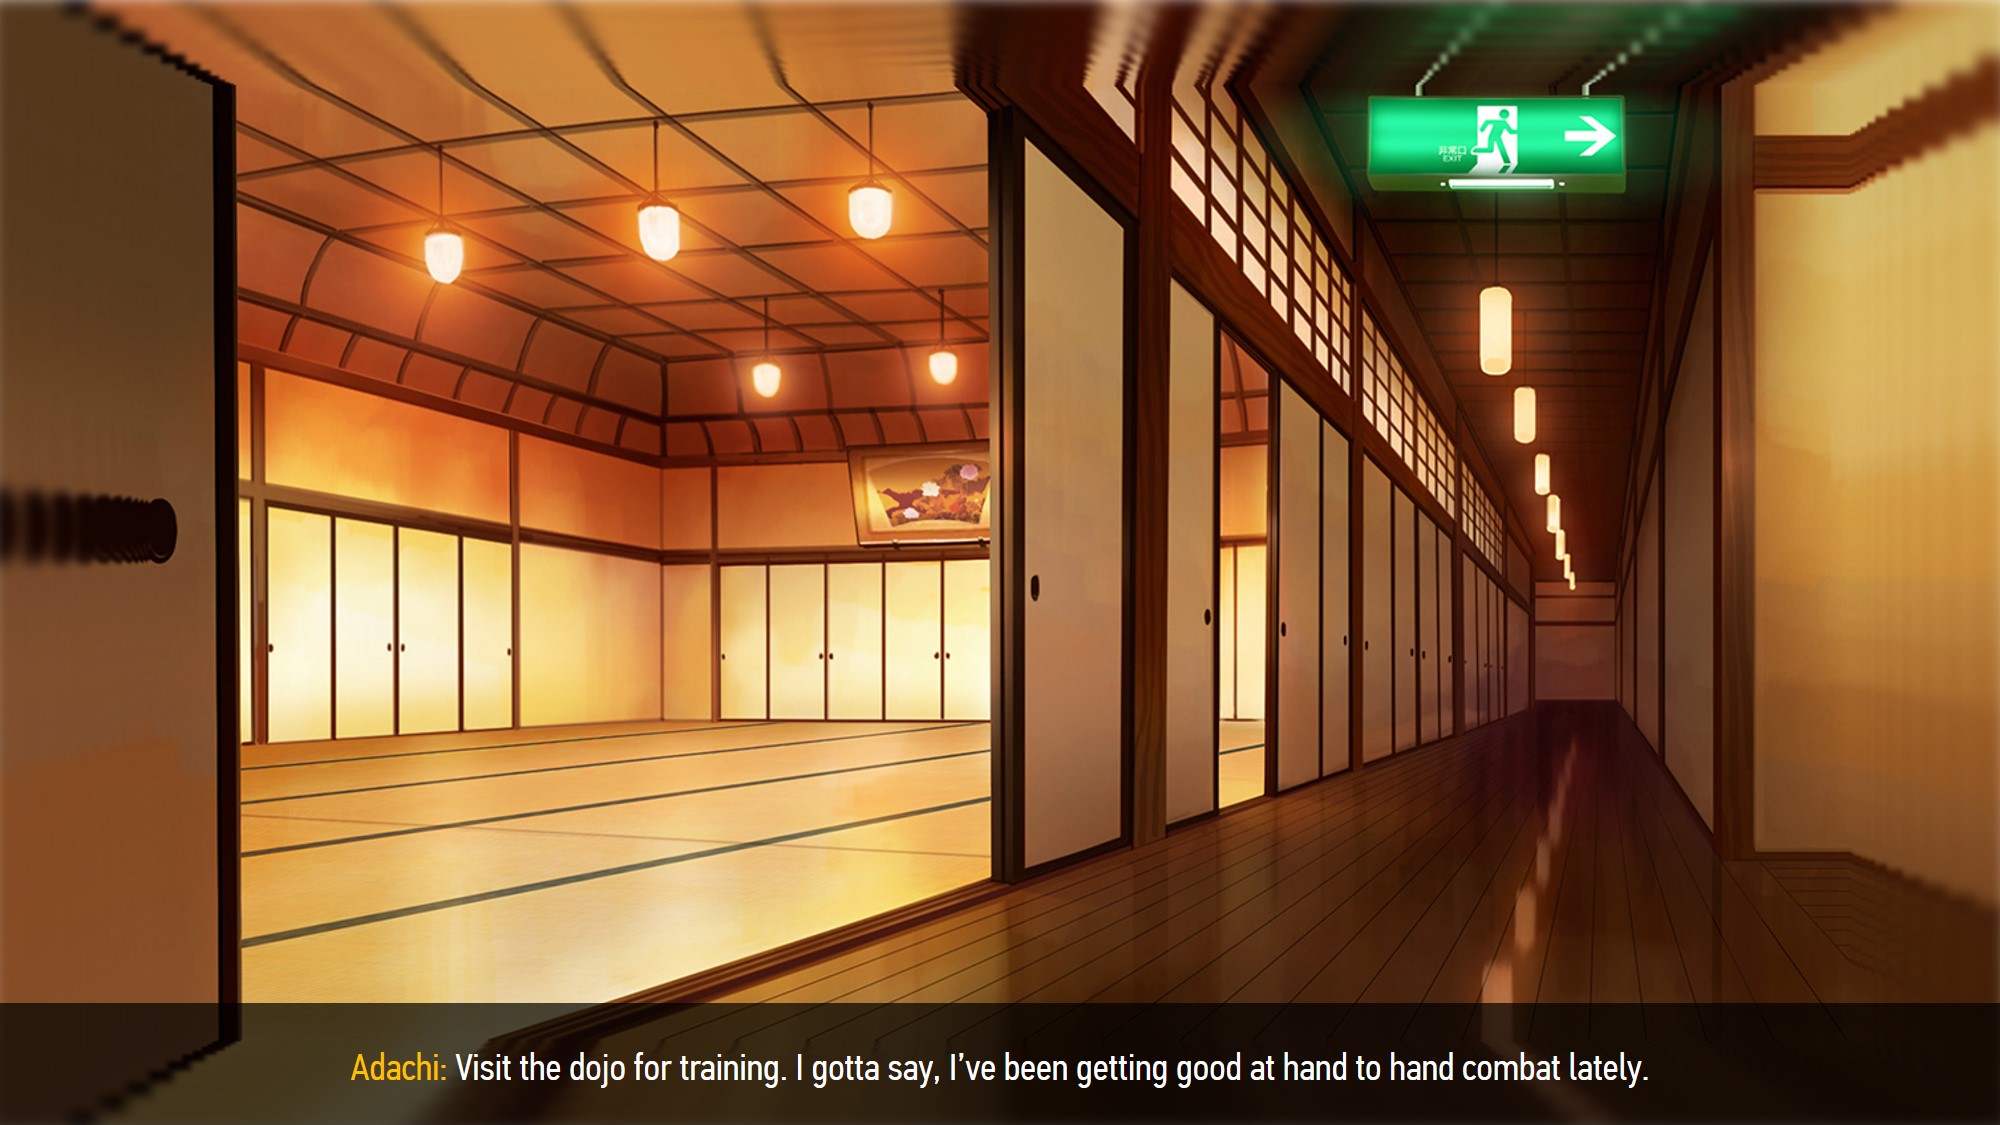 非常口
EXIT
Adachi: Visit the dojo for training. I gotta say, I’ve been getting good at hand to hand combat lately.